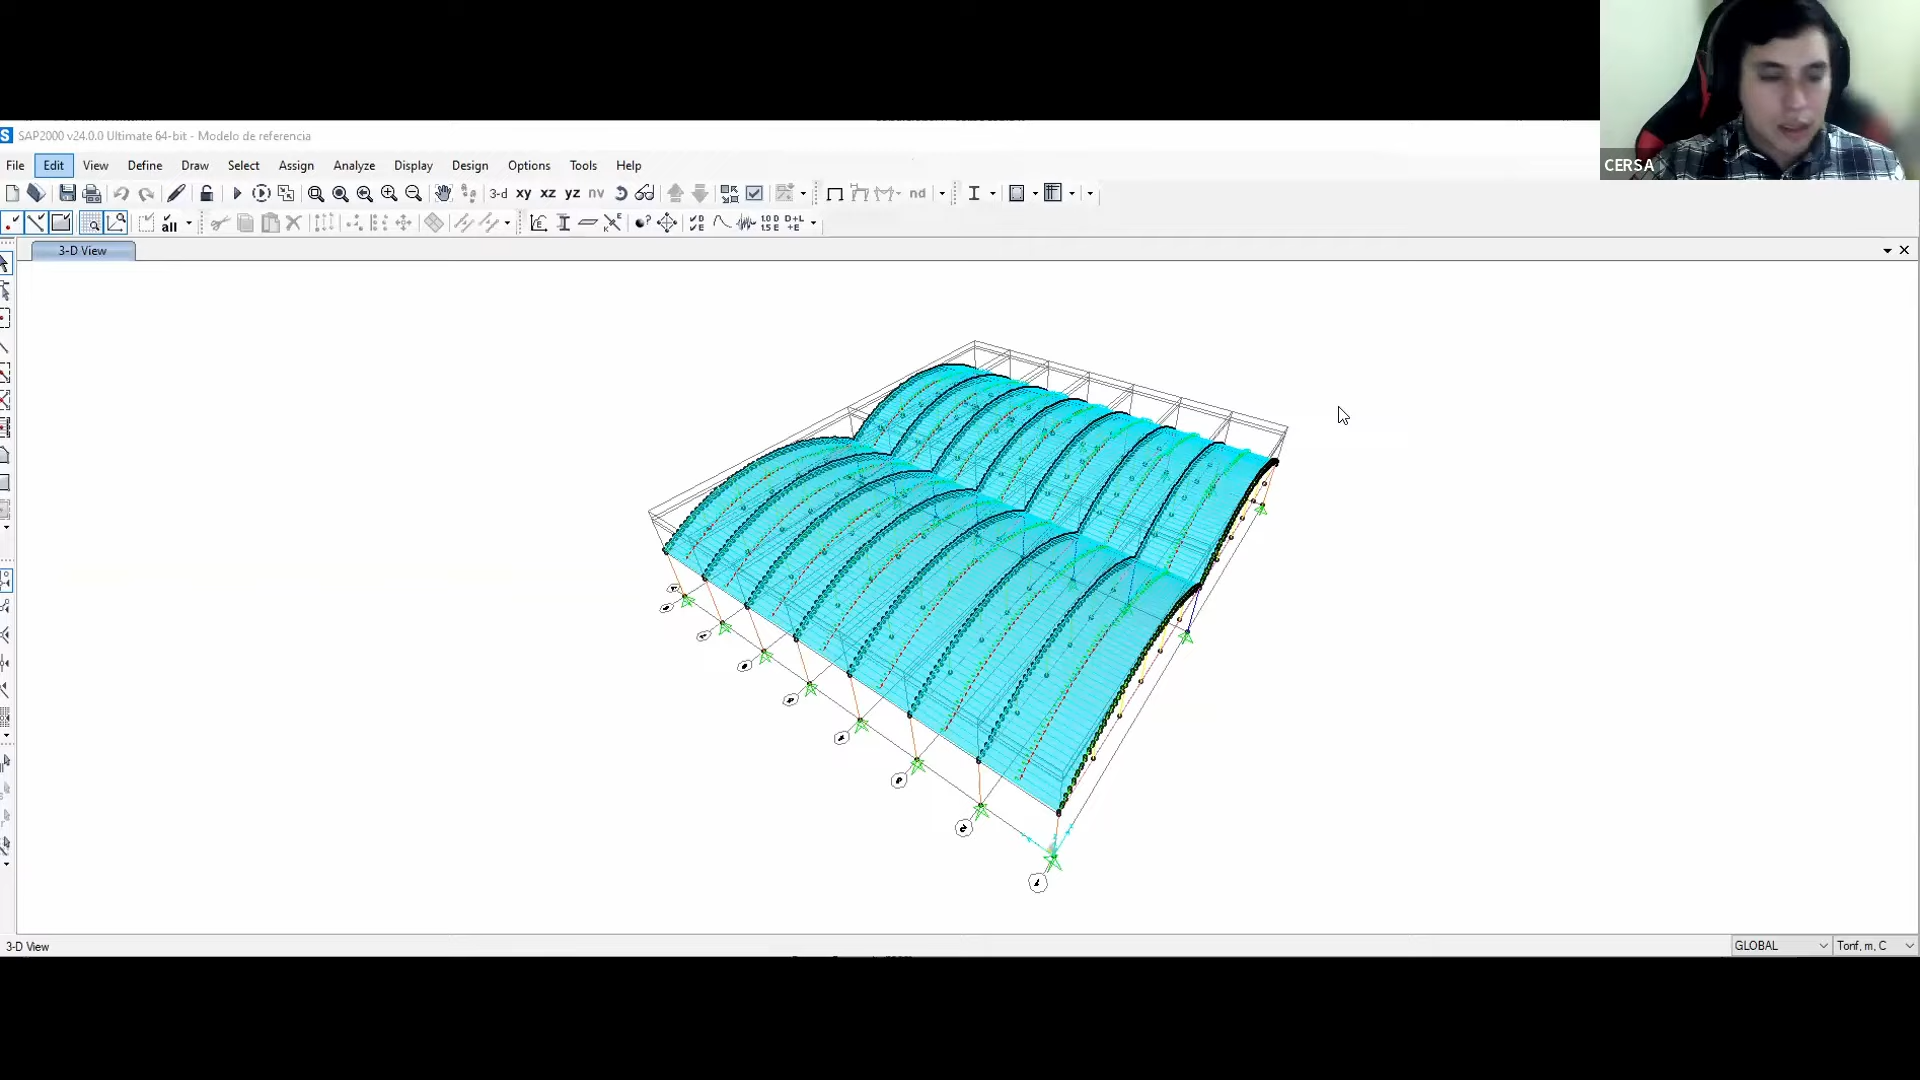 SAP2000 v24.0.0 Ultimate 64-bit - Modelo de referencia
CERSA
File Edit View Define Draw Select Assign Analyze Display Design Options Tools Help
3-d xy xz yz nv nd
all
3-D View
3-D View
GLOBAL
Tonf, m, C